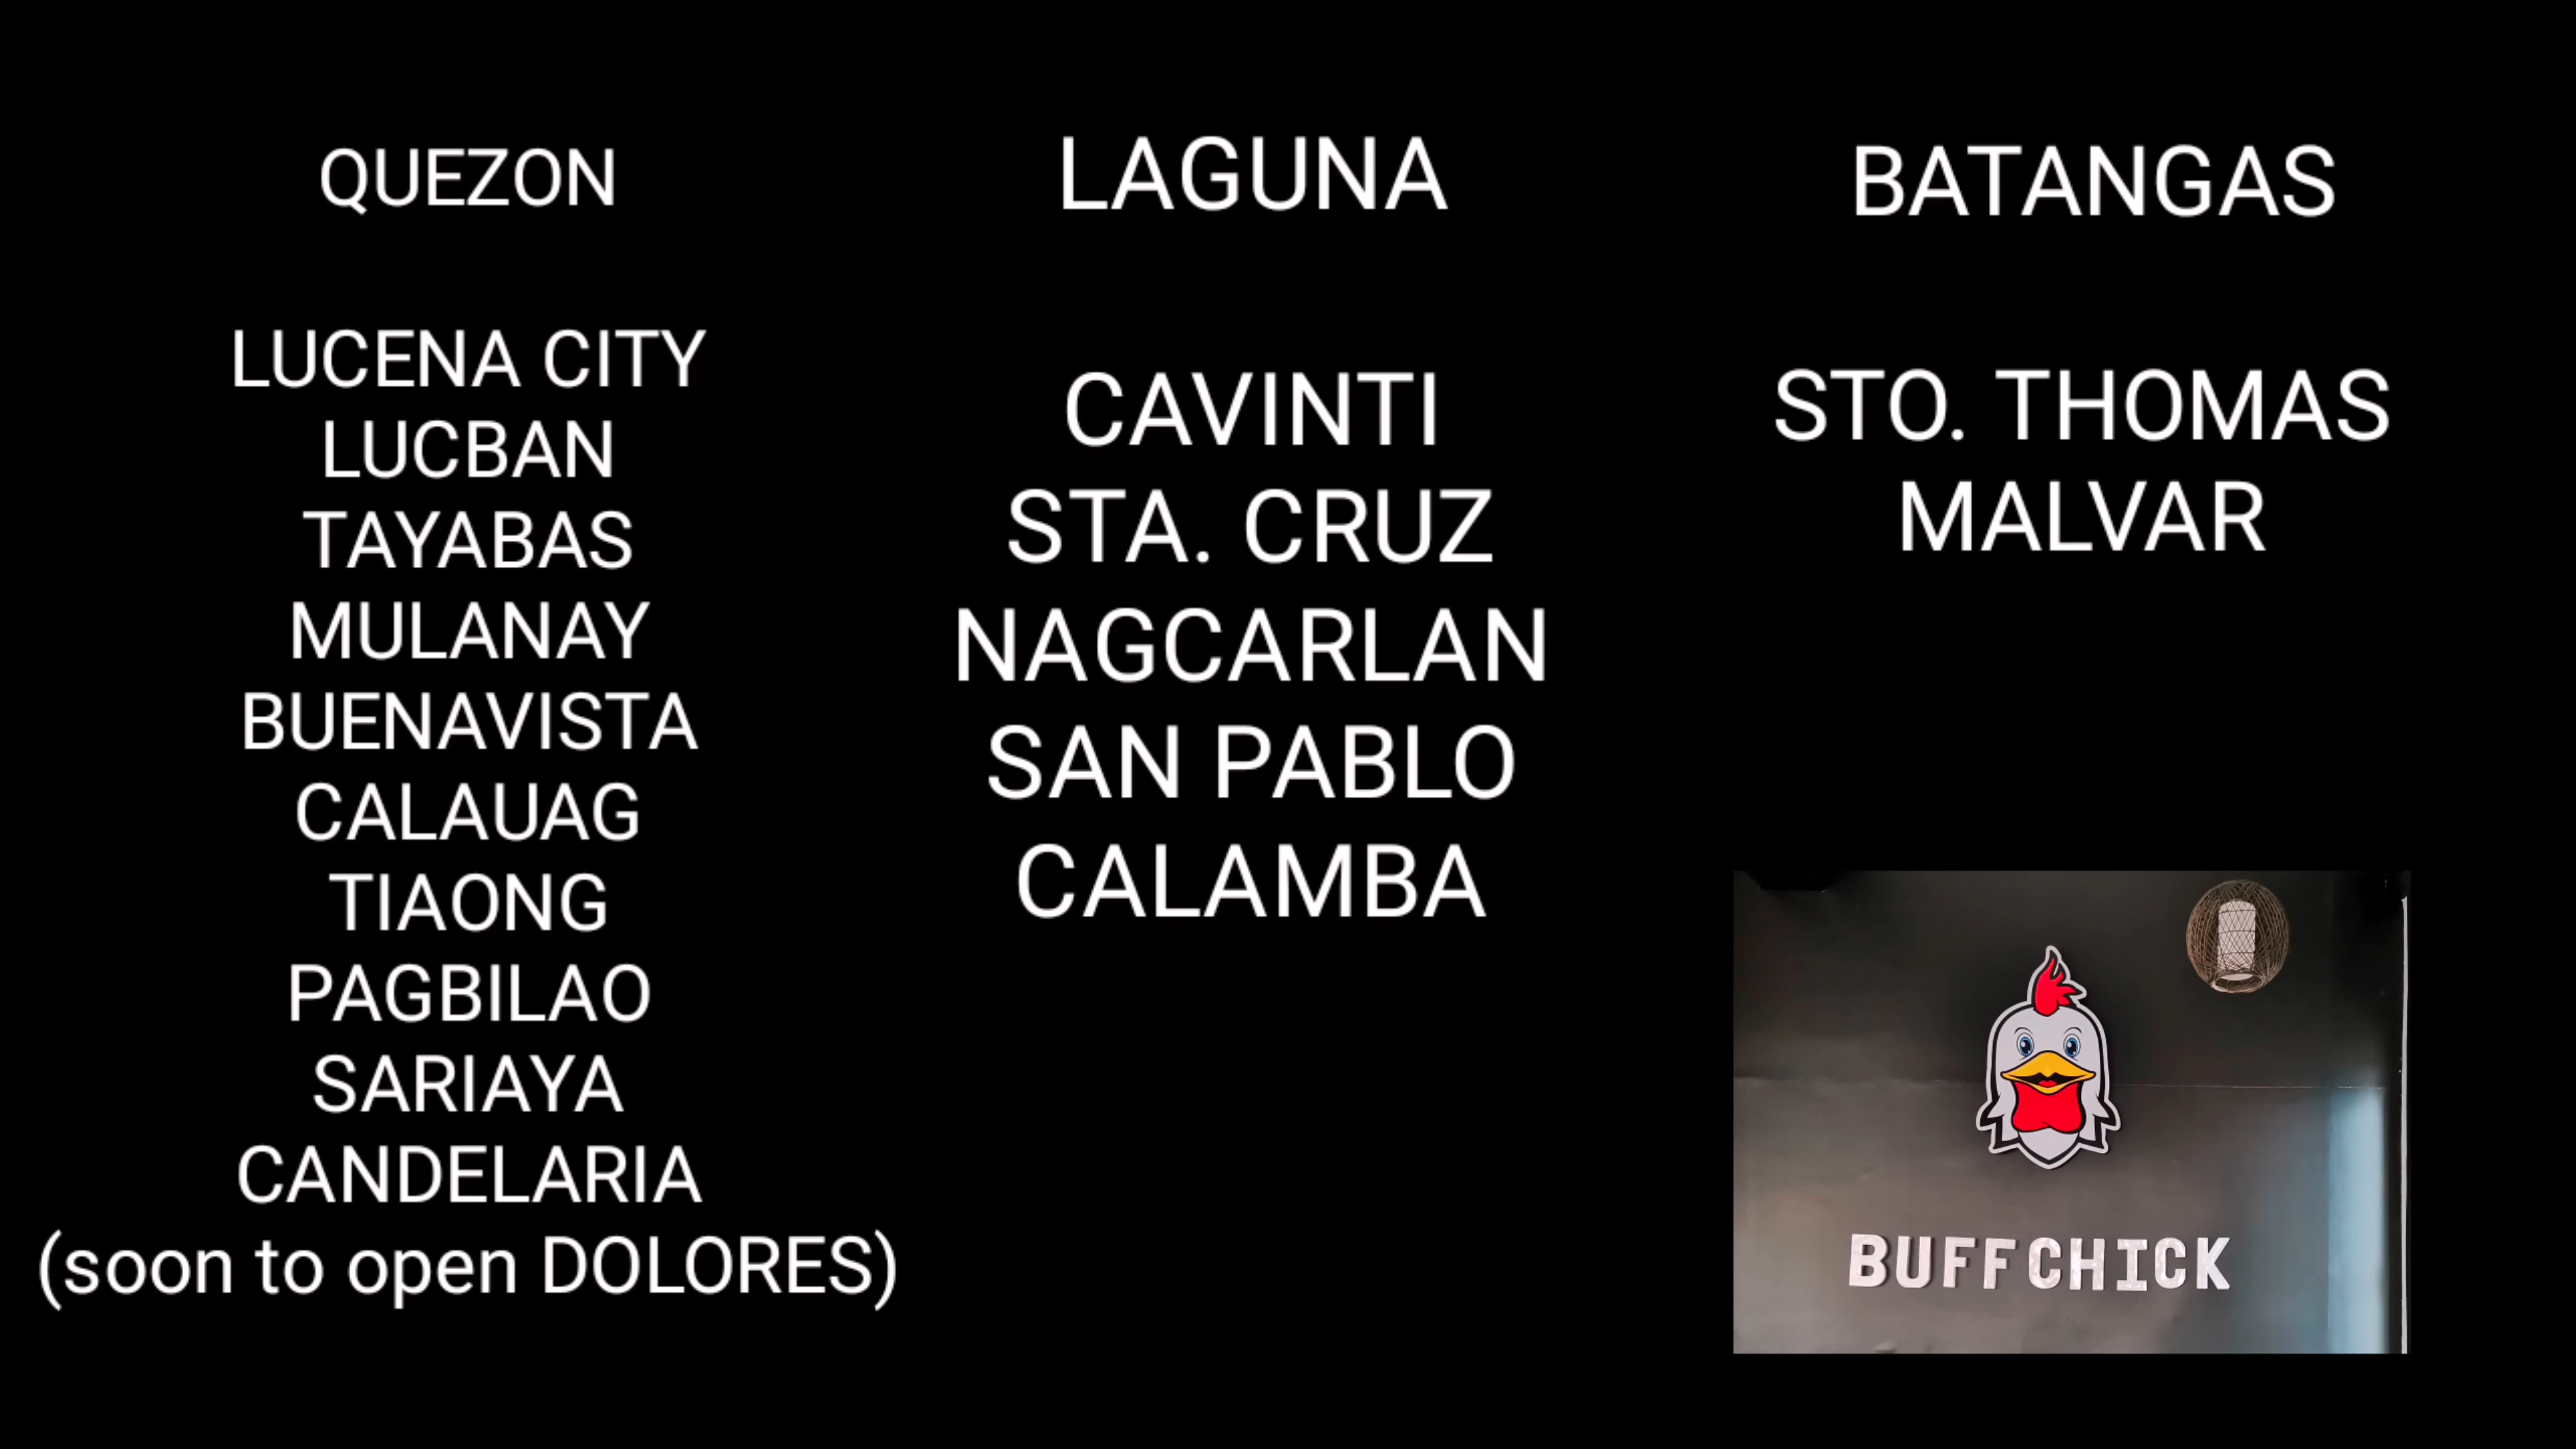 QUEZON
LUCENA CITY
LUCBAN
TAYABAS
MULANAY
BUENAVISTA
CALAUAG
TIAONG
PAGBILAO
SARIAYA
CANDELARIA
(soon to open DOLORES)
LAGUNA
CAVINTI
STA. CRUZ
NAGCARLAN
SAN PABLO
CALAMBA
BATANGAS
STO. THOMAS
MALVAR
BUFFCHICK